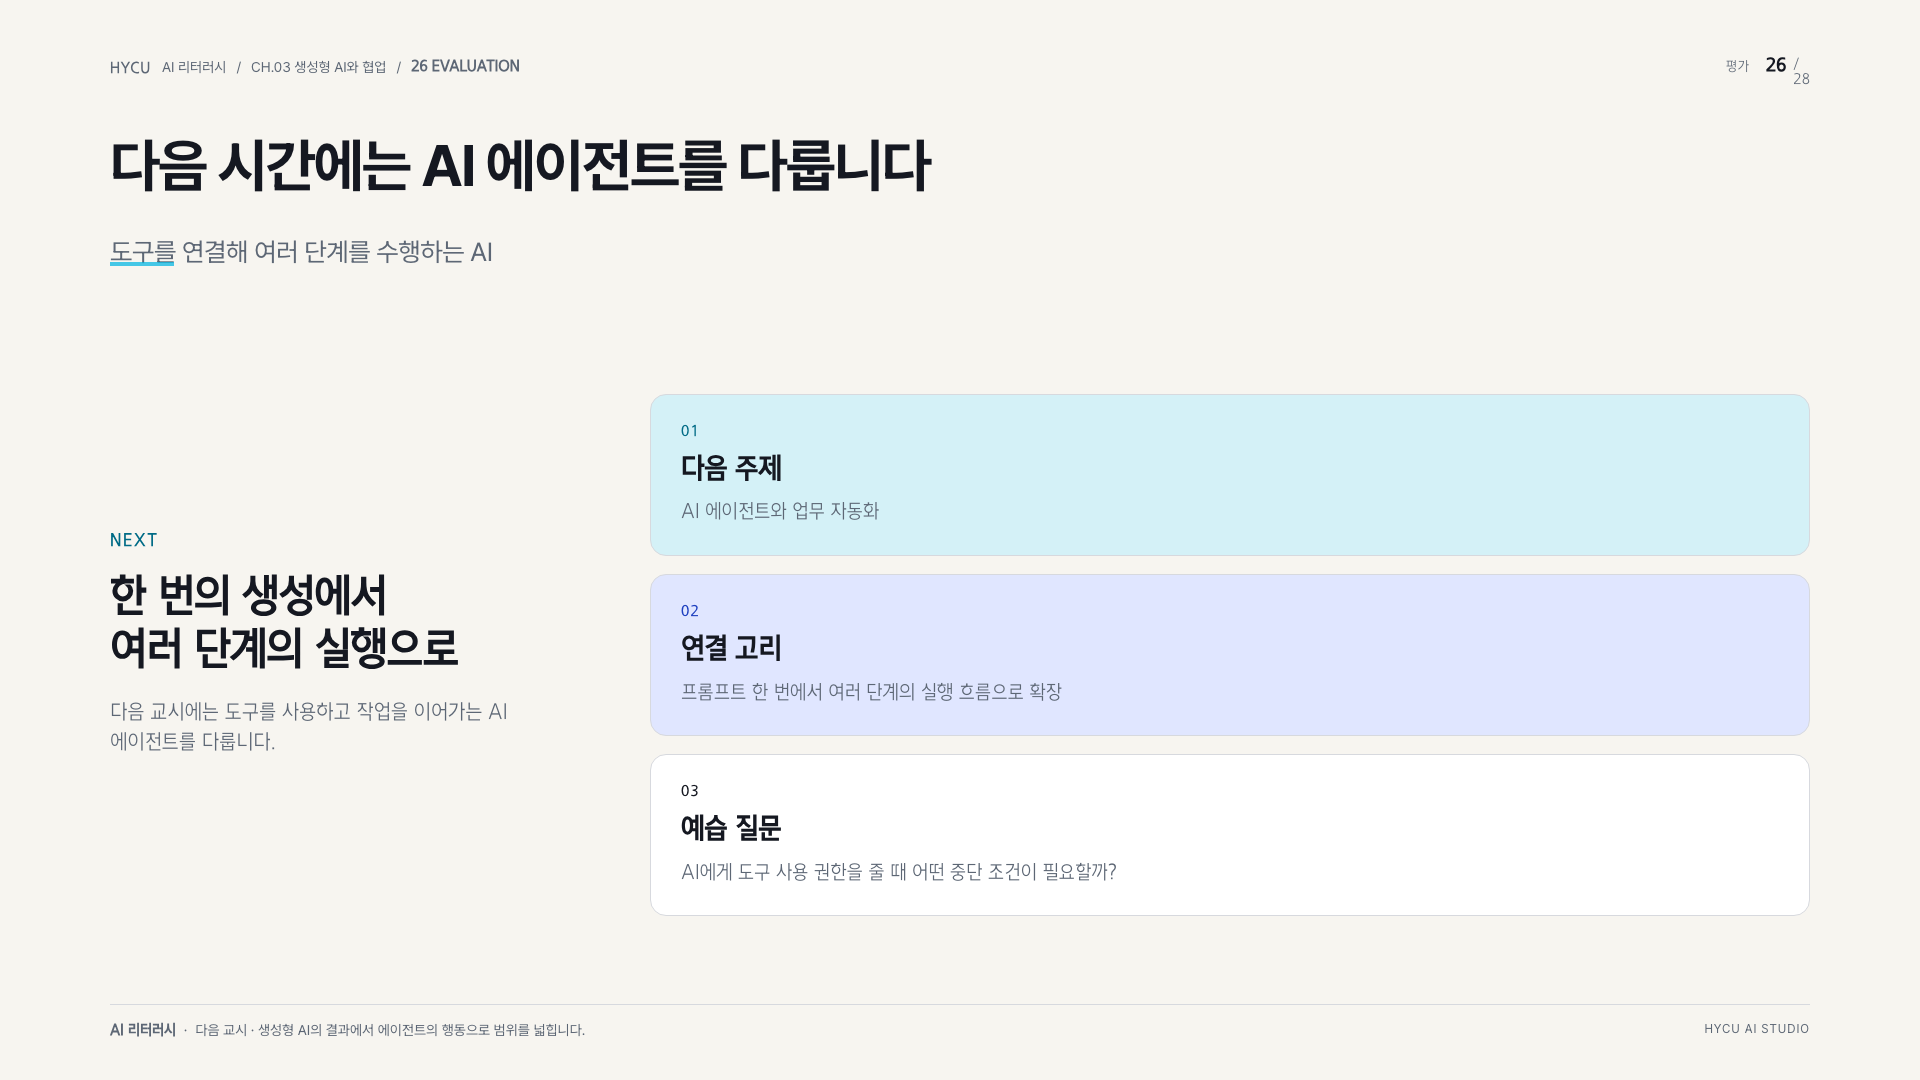 HYCU AI 리터러시 / CH.03 생성형 AI와 협업 / 26 EVALUATION
평가 26 /
28
다음 시간에는 AI 에이전트를 다룹니다
도구를 연결해 여러 단계를 수행하는 AI
NEXT
한 번의 생성에서
여러 단계의 실행으로
다음 교시에는 도구를 사용하고 작업을 이어가는 AI
에이전트를 다룹니다.
01
다음 주제
AI 에이전트와 업무 자동화
02
연결 고리
프롬프트 한 번에서 여러 단계의 실행 흐름으로 확장
03
예습 질문
AI에게 도구 사용 권한을 줄 때 어떤 중단 조건이 필요할까?
AI 리터러시 · 다음 교시 · 생성형 AI의 결과에서 에이전트의 행동으로 범위를 넓힙니다.
HYCU AI STUDIO